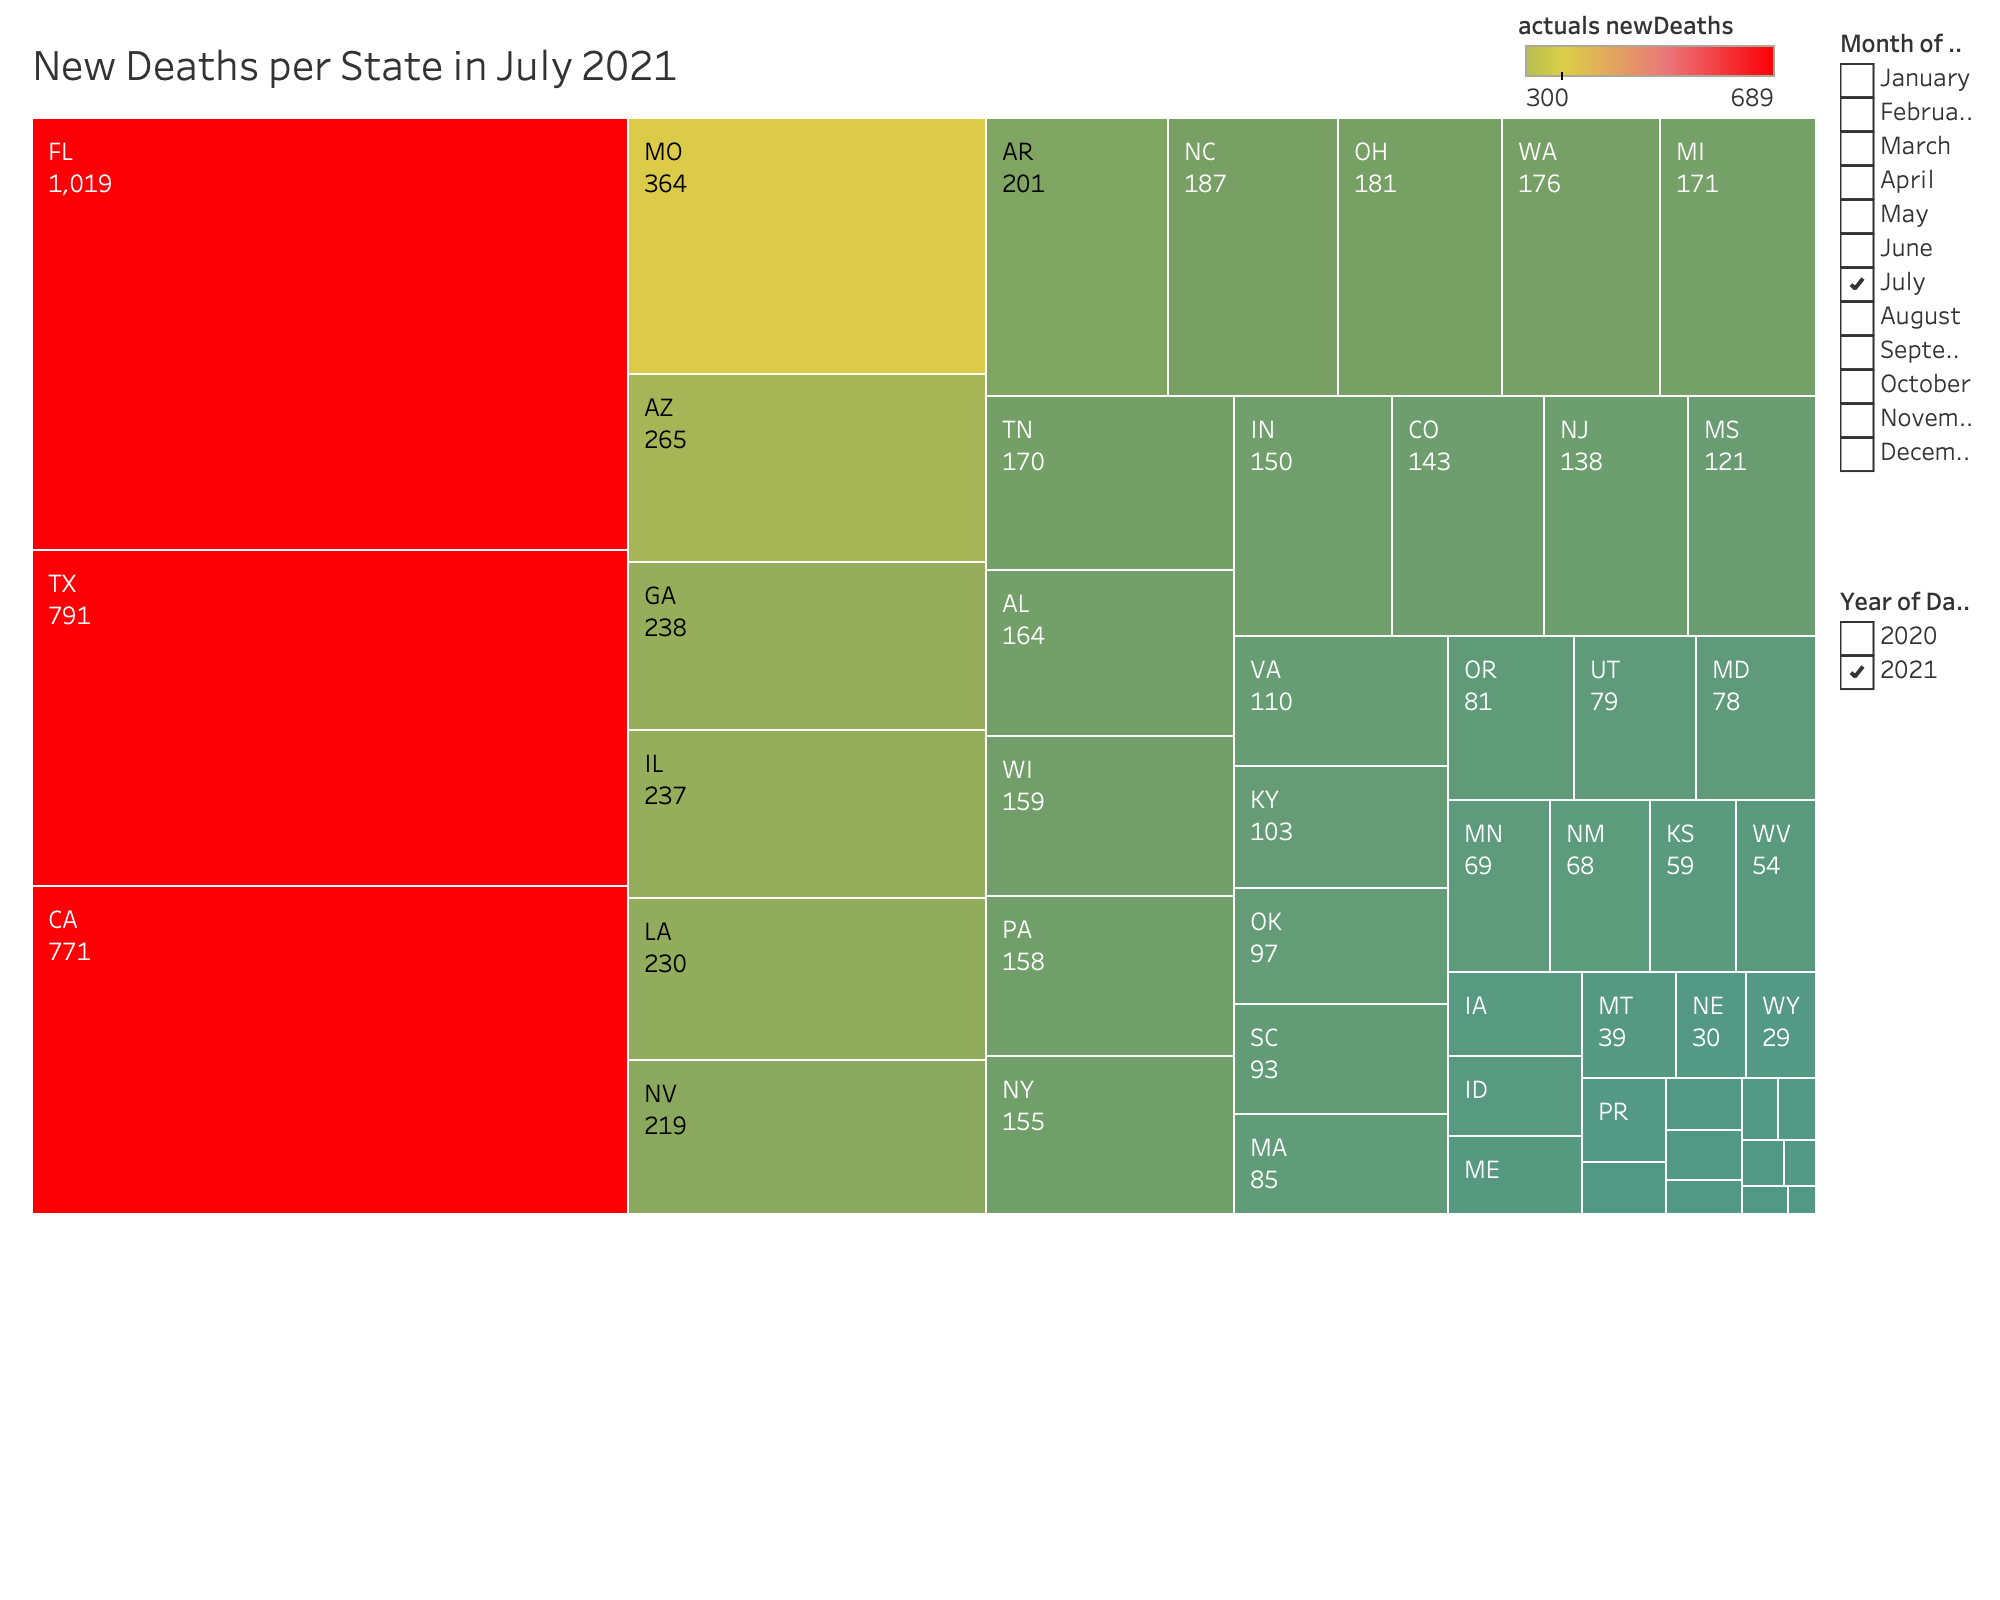 New Deaths per State in July 2021
actuals newDeaths
300
689
Month of ..
January
Februa..
March
April
May
June
July
August
Septe..
October
Novem..
Decem..
Year of Da..
2020
2021
FL
1,019
TX
791
CA
771
MO
364
AZ
265
GA
238
IL
237
LA
230
NV
219
AR
201
NC
187
OH
181
WA
176
MI
171
TN
170
AL
164
WI
159
PA
158
NY
155
IN
150
CO
143
NJ
138
MS
121
VA
110
KY
103
OK
97
SC
93
MA
85
OR
81
UT
79
MD
78
MN
69
NM
68
KS
59
WV
54
IA
ID
ME
MT
39
NE
30
WY
29
PR